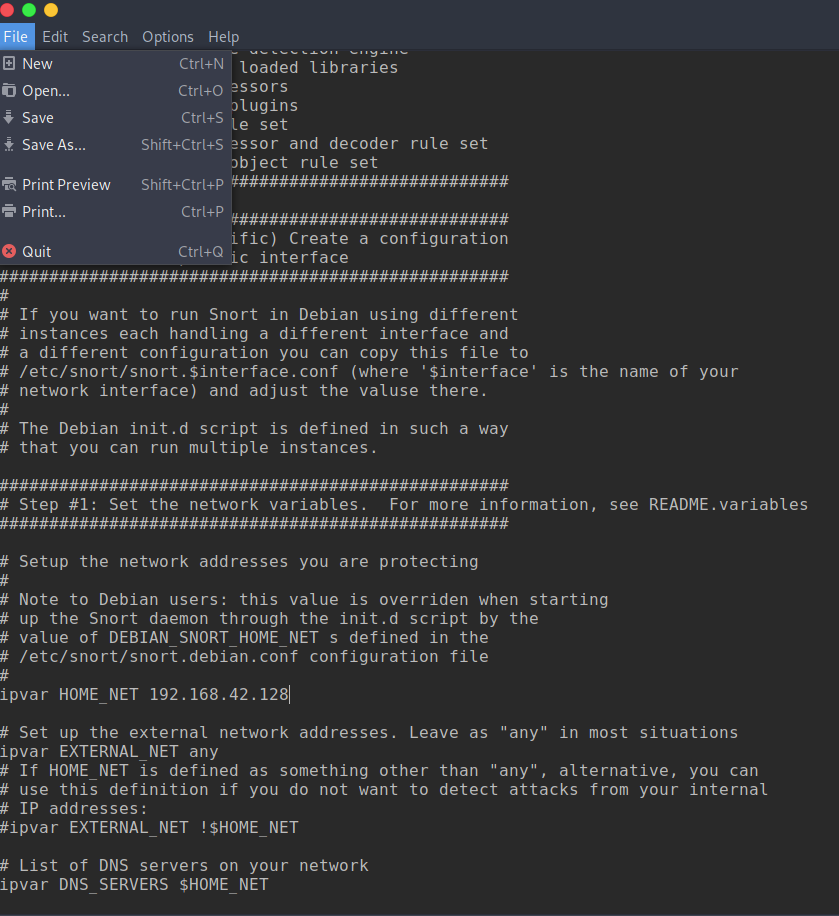 File Edit Search Options Help
New Ctrl+N
Open... Ctrl+O
Save Ctrl+S
Save As... Shift+Ctrl+S
Print Preview Shift+Ctrl+P
Print... Ctrl+P
Quit Ctrl+Q
detection engine
loaded libraries
essors
plugins
le set
essor and decoder rule set
object rule set
############################
############################
ific) Create a configuration
ic interface
###################################################
#
# If you want to run Snort in Debian using different
# instances each handling a different interface and
# a different configuration you can copy this file to
# /etc/snort/snort.$interface.conf (where '$interface' is the name of your
# network interface) and adjust the valuse there.
#
# The Debian init.d script is defined in such a way
# that you can run multiple instances.
###################################################
# Step #1: Set the network variables.  For more information, see README.variables
###################################################
# Setup the network addresses you are protecting
#
# Note to Debian users: this value is overriden when starting
# up the Snort daemon through the init.d script by the
# value of DEBIAN_SNORT_HOME_NET s defined in the
# /etc/snort/snort.debian.conf configuration file
#
ipvar HOME_NET 192.168.42.128
# Set up the external network addresses. Leave as "any" in most situations
ipvar EXTERNAL_NET any
# If HOME_NET is defined as something other than "any", alternative, you can
# use this definition if you do not want to detect attacks from your internal
# IP addresses:
#ipvar EXTERNAL_NET !$HOME_NET
# List of DNS servers on your network
ipvar DNS_SERVERS $HOME_NET